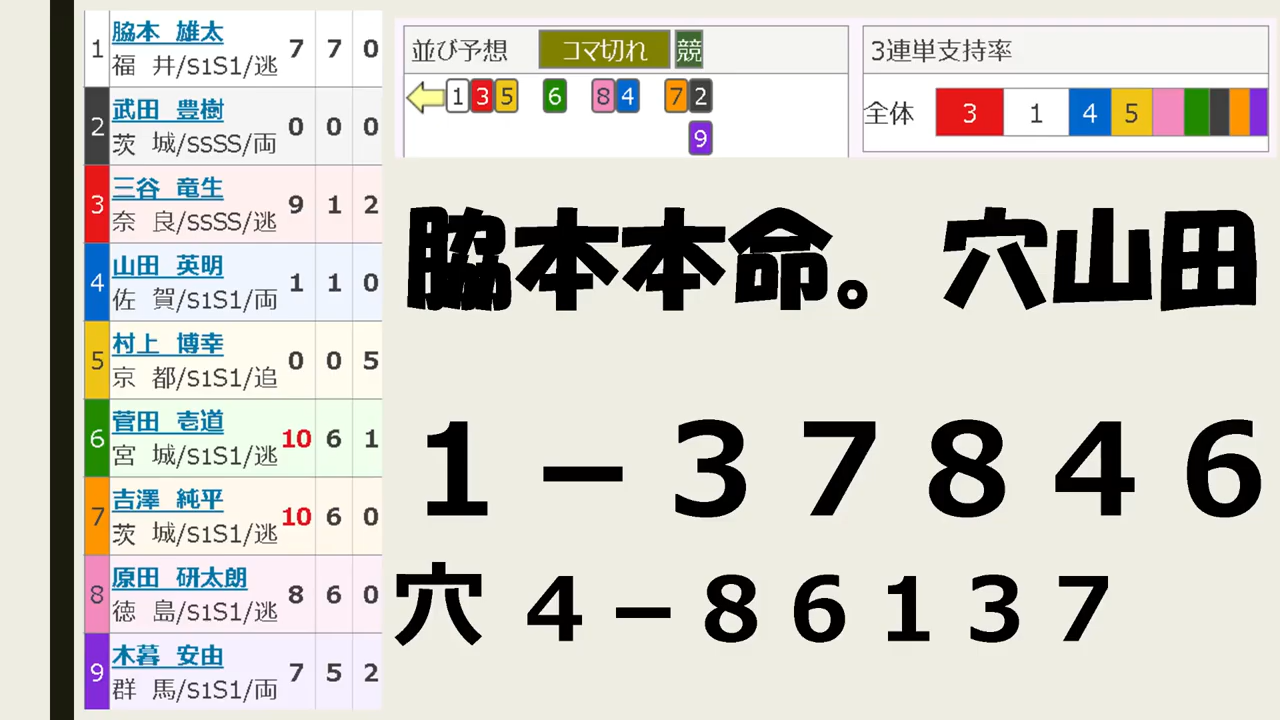 1 脇本 雄太 7 7 0
福 井/S1S1/逃
2 武田 豊樹 0 0 0
茨 城/SSSS/両
3 三谷 竜生 9 1 2
奈 良/SSSS/逃
4 山田 英明 1 1 0
佐 賀/S1S1/両
5 村上 博幸 0 0 5
京 都/S1S1/追
6 菅田 壱道 10 6 1
宮 城/S1S1/逃
7 吉澤 純平 10 6 0
茨 城/S1S1/逃
8 原田 研太朗 8 6 0
徳 島/S1S1/逃
9 木暮 安由 7 5 2
群 馬/S1S1/両
並び予想 コマ切れ 競
1 3 5 6 8 4 7 2
9
3連単支持率
全体 3 1 4 5
脇本本命。穴山田
1－37846
穴 4－86137